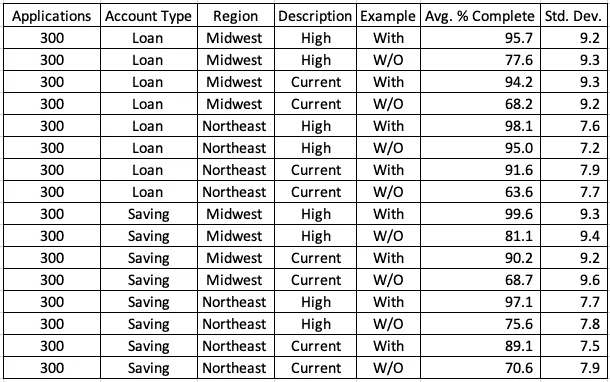 Applications Account Type Region Description Example Avg. % Complete Std. Dev.
300 Loan Midwest High With 95.7 9.2
300 Loan Midwest High W/O 77.6 9.3
300 Loan Midwest Current With 94.2 9.3
300 Loan Midwest Current W/O 68.2 9.2
300 Loan Northeast High With 98.1 7.6
300 Loan Northeast High W/O 95.0 7.2
300 Loan Northeast Current With 91.6 7.9
300 Loan Northeast Current W/O 63.6 7.7
300 Saving Midwest High With 99.6 9.3
300 Saving Midwest High W/O 81.1 9.4
300 Saving Midwest Current With 90.2 9.2
300 Saving Midwest Current W/O 68.7 9.6
300 Saving Northeast High With 97.1 7.7
300 Saving Northeast High W/O 75.6 7.8
300 Saving Northeast Current With 89.1 7.5
300 Saving Northeast Current W/O 70.6 7.9